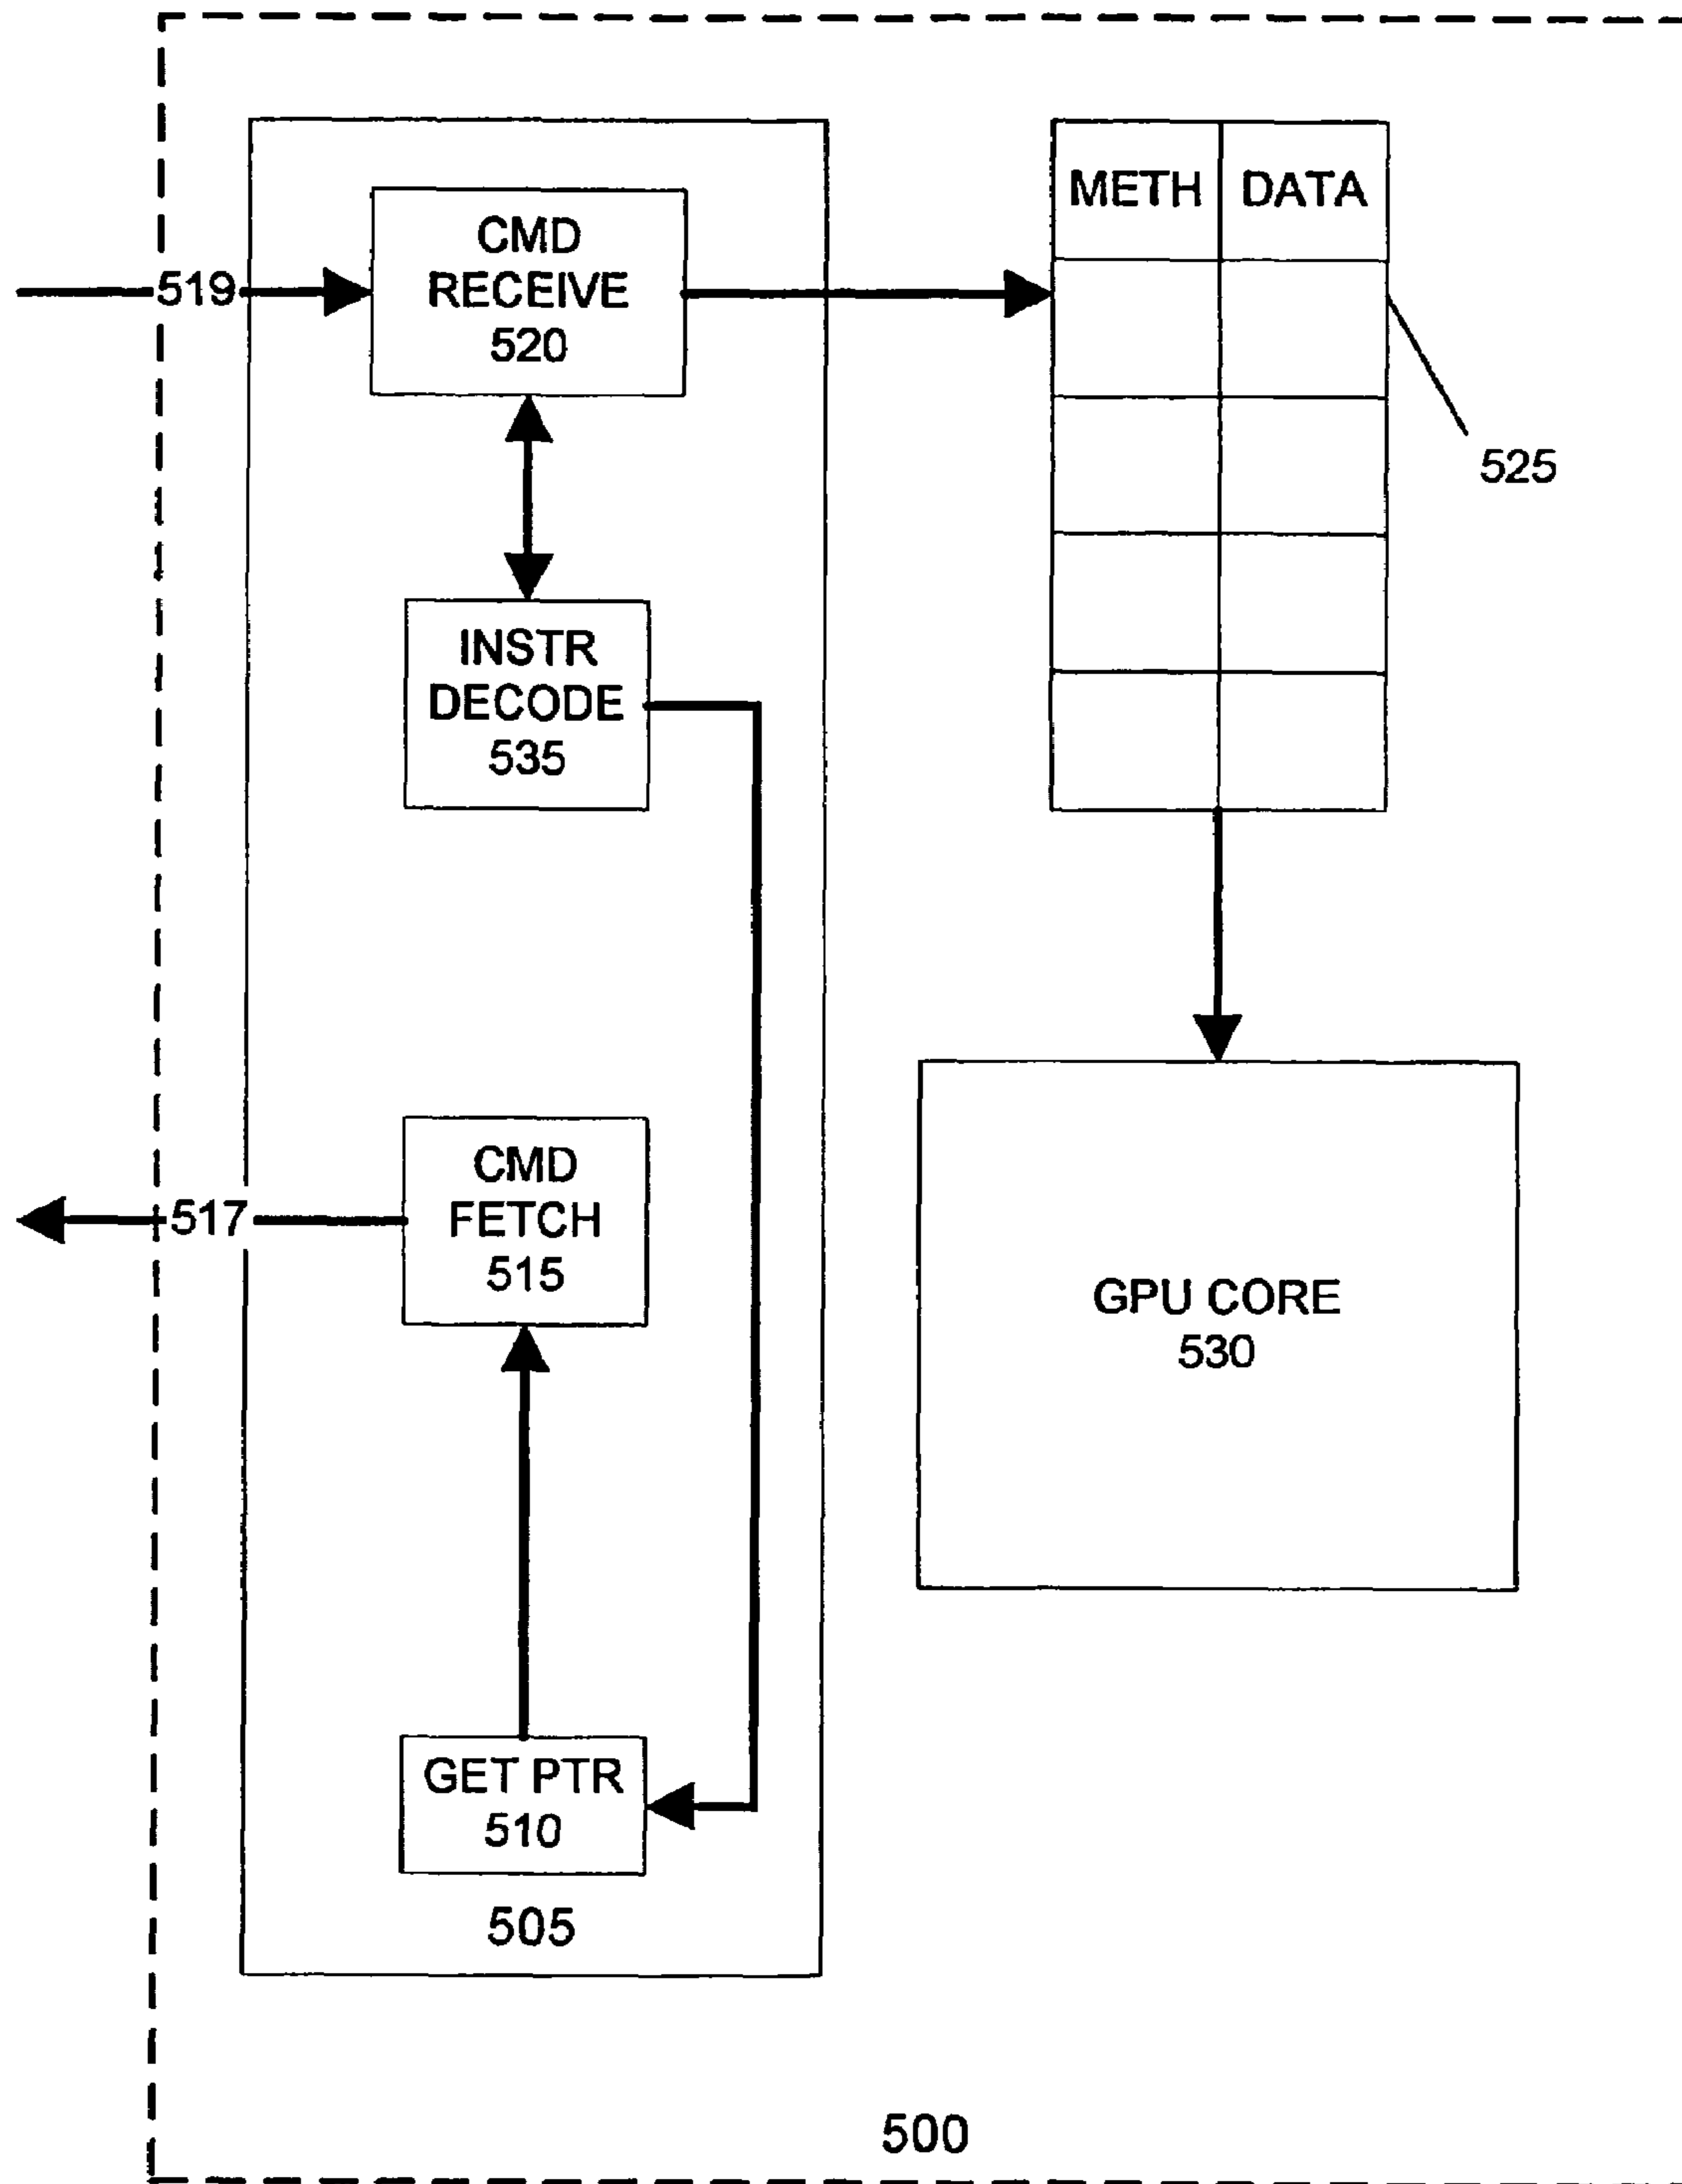 CMD
RECEIVE
520
METH DATA
519
525
INSTR
DECODE
535
CMD
FETCH
515
517
GPU CORE
530
GET PTR
510
505
500